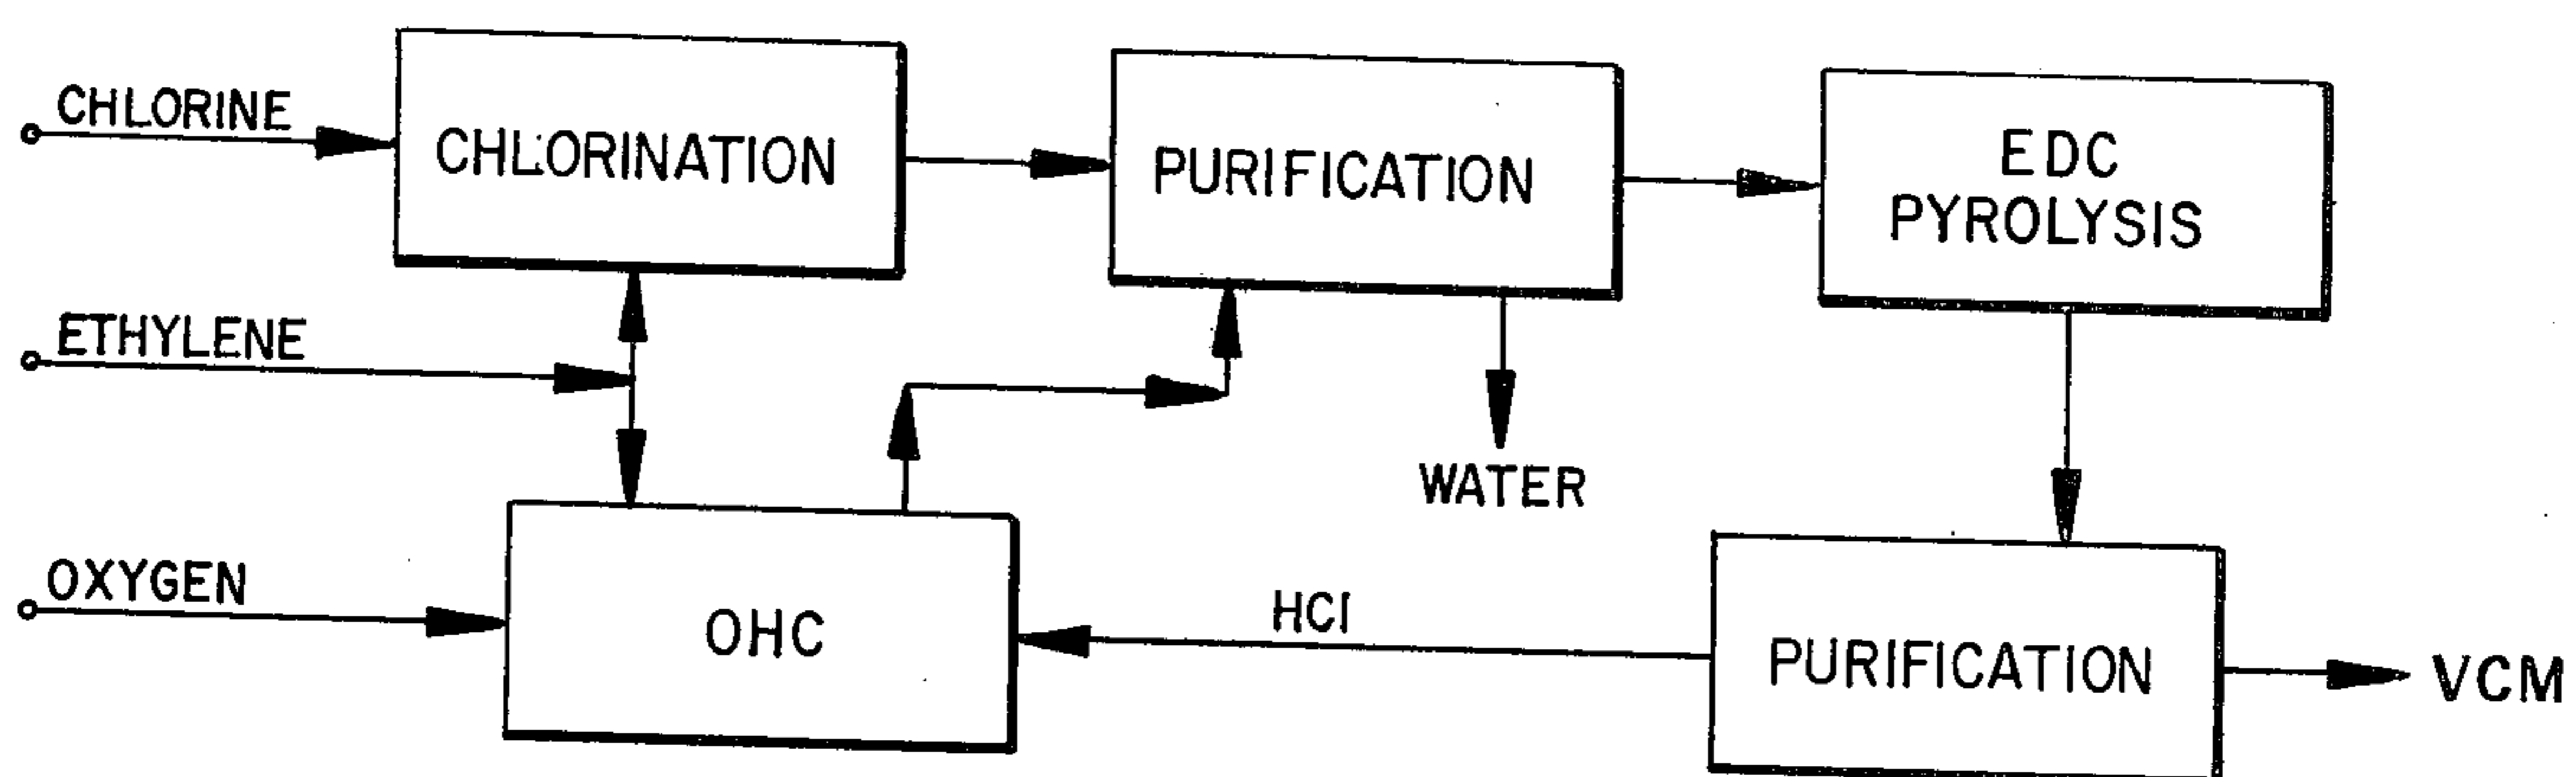 CHLORINE
CHLORINATION
PURIFICATION
EDC
PYROLYSIS
ETHYLENE
WATER
OXYGEN
OHC
HCl
PURIFICATION
VCM